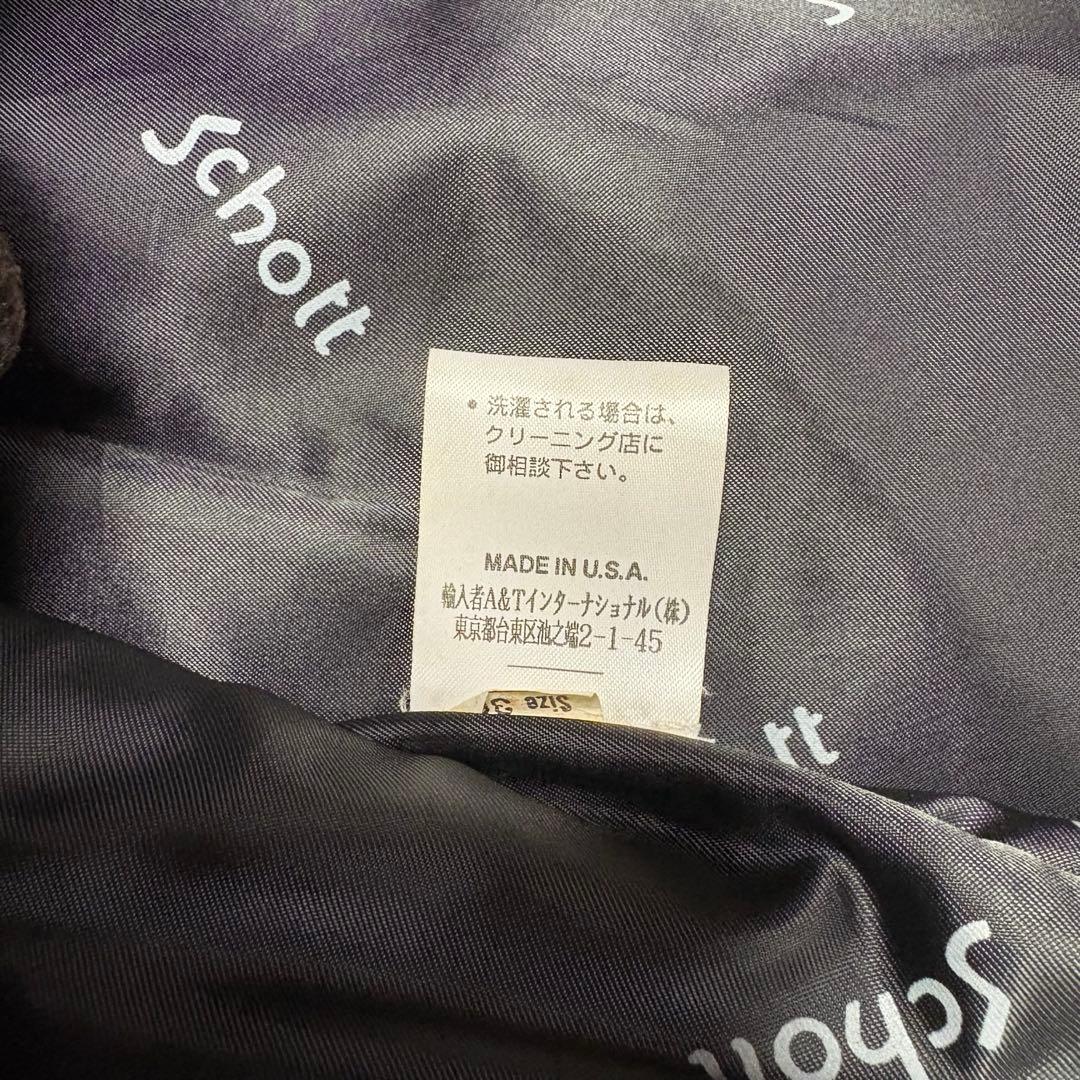 Schott
• 洗濯される場合は、
クリーニング店に
御相談下さい。
MADE IN U.S.A.
輸入者A&Tインターナショナル(株)
東京都台東区池之端2-1-45
Size 3
tt
Schott